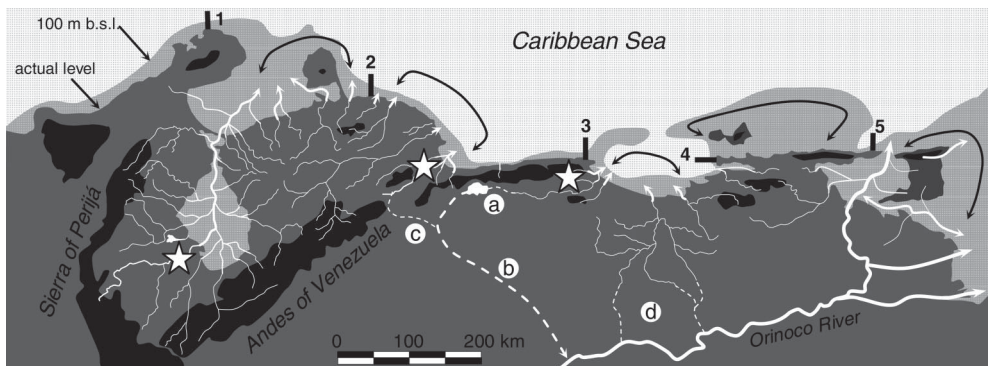 100 m b.s.l.
1
Caribbean Sea
actual level
2
3
4
5
a
c
b
d
Sierra of Perijá
Andes of Venezuela
Orinoco River
0 100 200 km